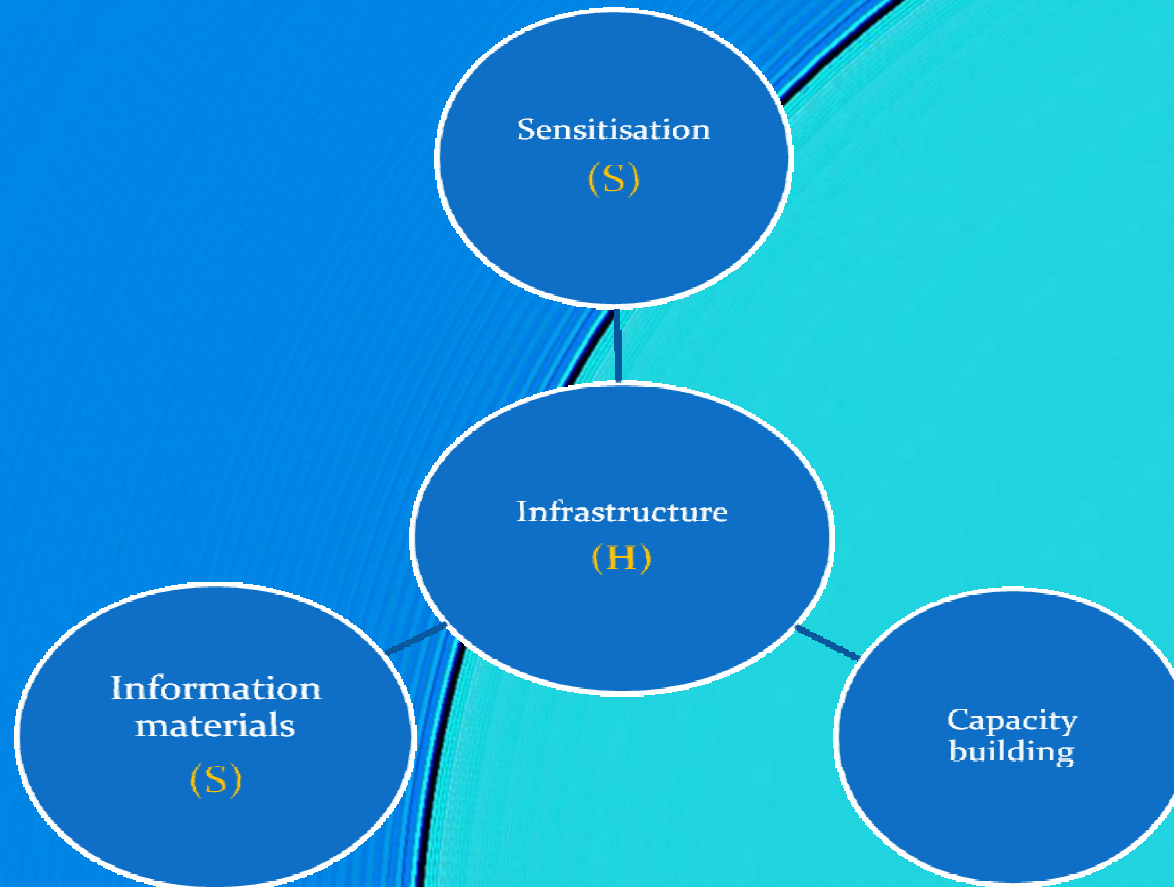 Sensitisation
(S)
Infrastructure
(H)
Information
materials
(S)
Capacity
building